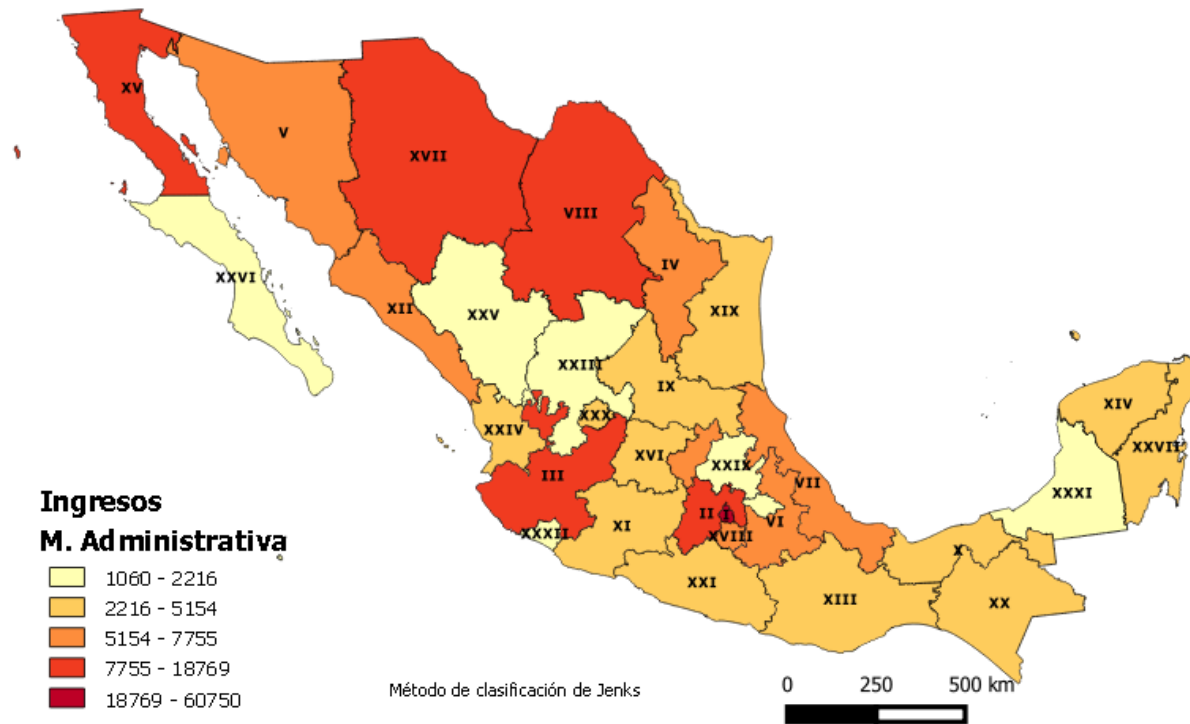 XV
V
XVII
VIII
IV
XXVI
XII
XXV
XIX
XXIII
IX
XXIV
XXX
XIV
XVI
XXVII
XXIX
III
VII
XXXI
II
I
VI
XXXII
XI
XVIII
X
XXI
XIII
XX
Ingresos
M. Administrativa
1060 - 2216
2216 - 5154
5154 - 7755
7755 - 18769
18769 - 60750
Método de clasificación de Jenks
0 250 500 km